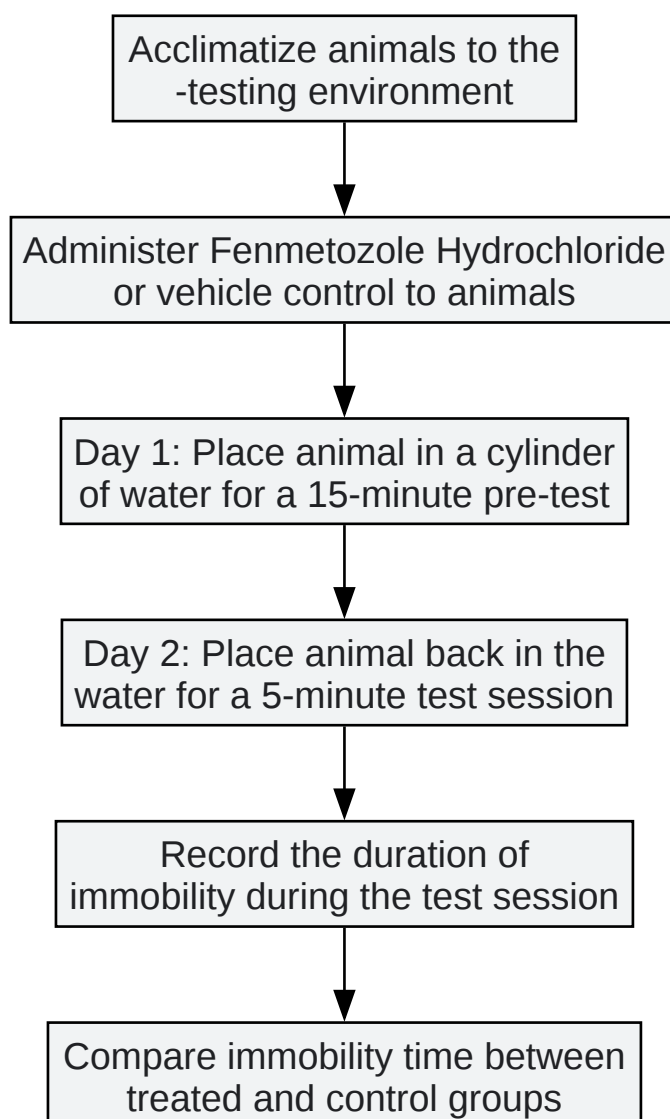 Acclimatize animals to the
-testing environment
Administer Fenmetozole Hydrochloride
or vehicle control to animals
Day 1: Place animal in a cylinder
of water for a 15-minute pre-test
Day 2: Place animal back in the
water for a 5-minute test session
Record the duration of
immobility during the test session
Compare immobility time between
treated and control groups